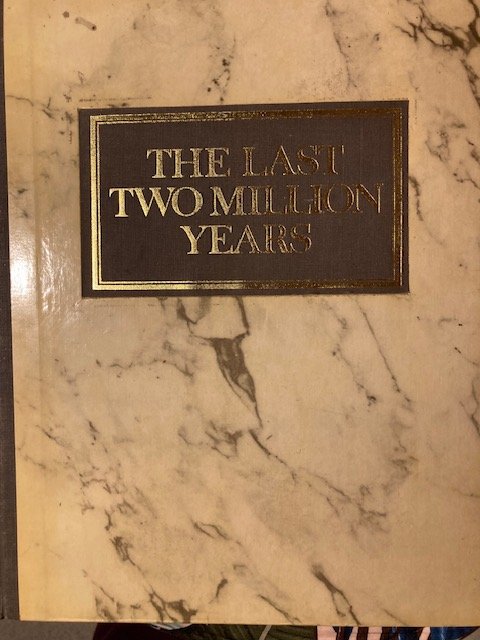 THE LAST
TWO MILLION
YEARS